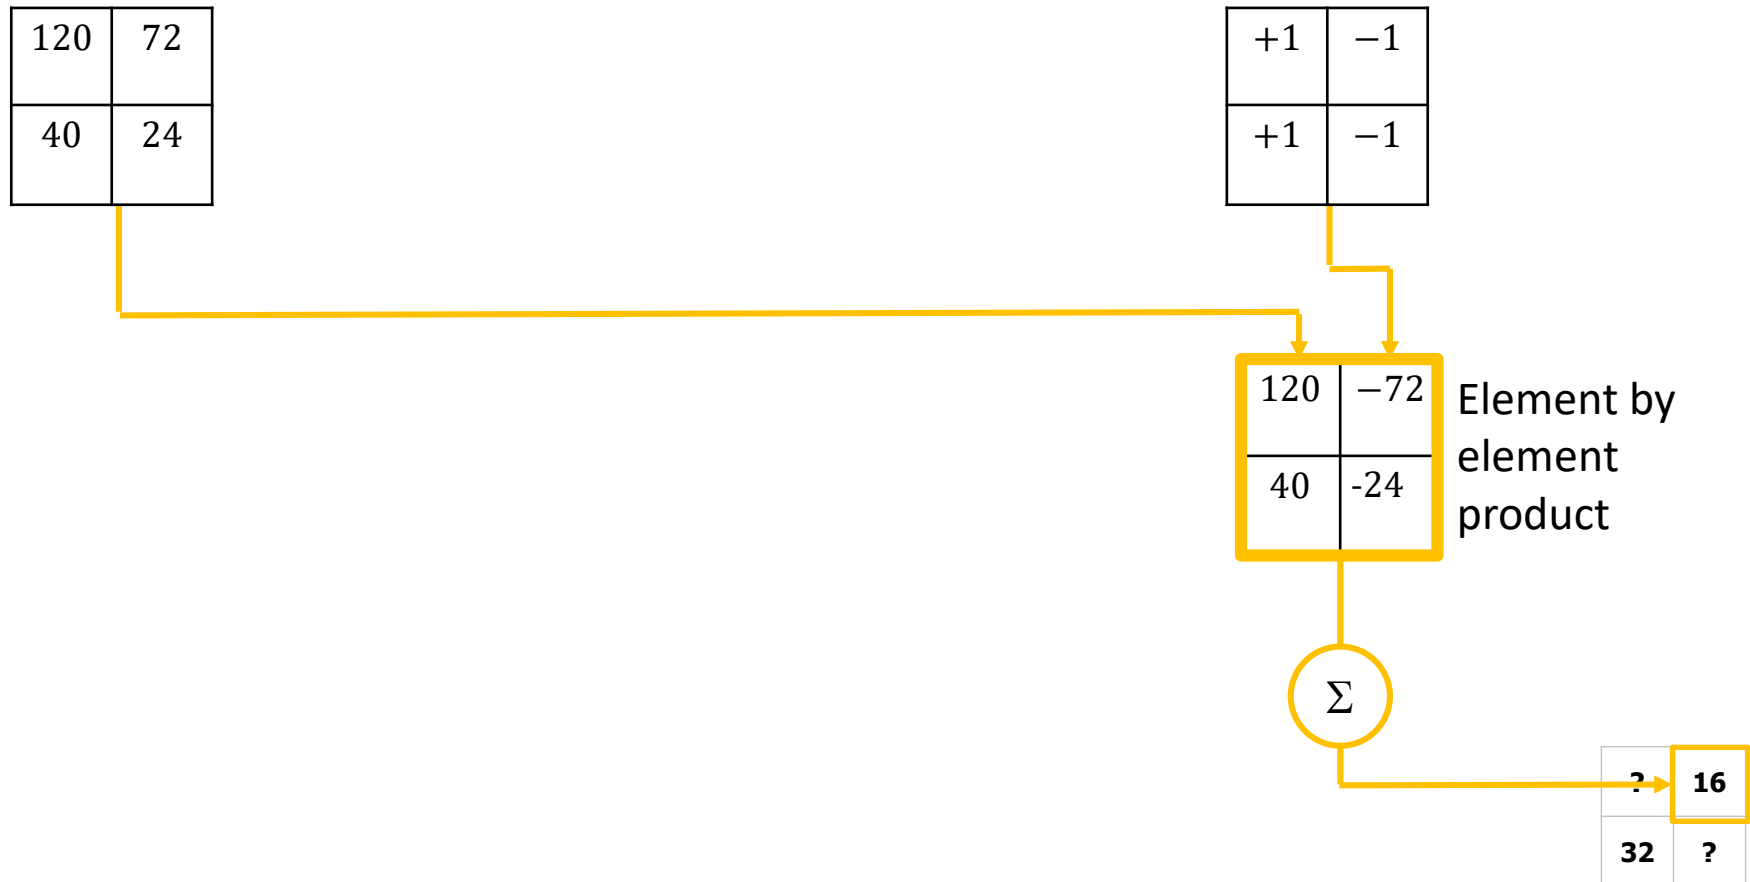 120 72 +1 −1
40 24 +1 −1
120 −72
40 -24
Element by
element
product
Σ
? 16
32 ?